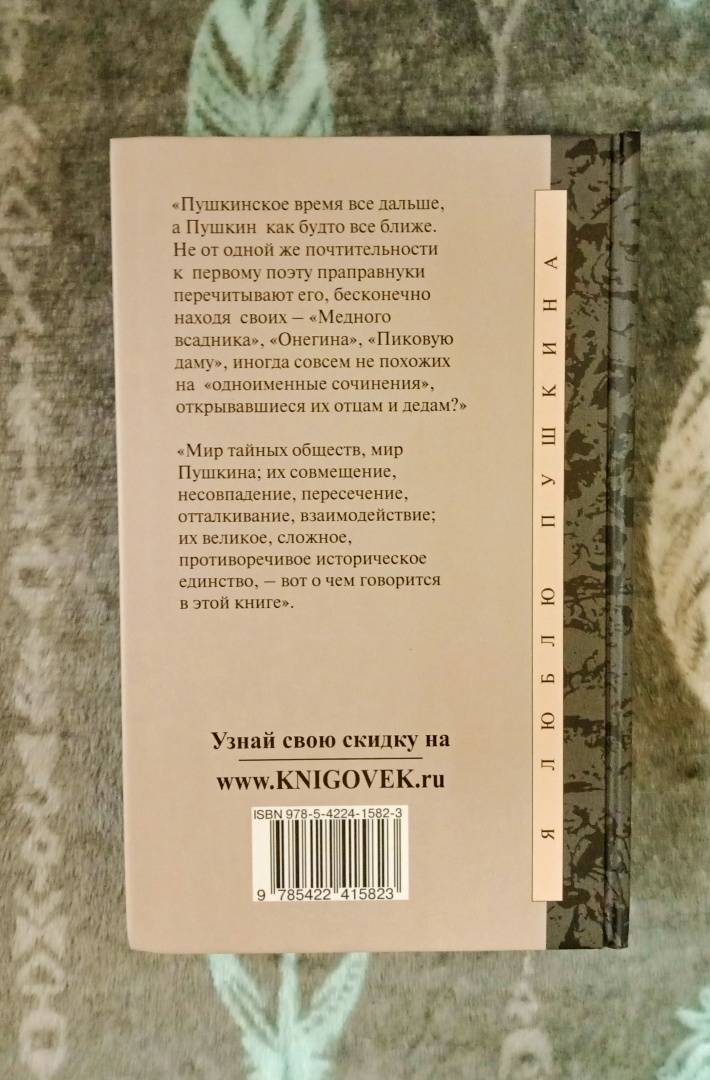 «Пушкинское время все дальше,
а Пушкин как будто все ближе.
Не от одной же почтительности
к первому поэту праправнуки
перечитывают его, бесконечно
находя своих — «Медного
всадника», «Онегина», «Пиковую
даму», иногда совсем не похожих
на «одноименные сочинения»,
открывавшиеся их отцам и дедам?»
«Мир тайных обществ, мир
Пушкина; их совмещение,
несовпадение, пересечение,
отталкивание, взаимодействие;
их великое, сложное,
противоречивое историческое
единство, — вот о чем говорится
в этой книге».
Узнай свою скидку на
www.KNIGOVEK.ru
ISBN 978-5-4224-1582-3
9 785422 415823
Я ЛЮБЛЮ ПУШКИНА